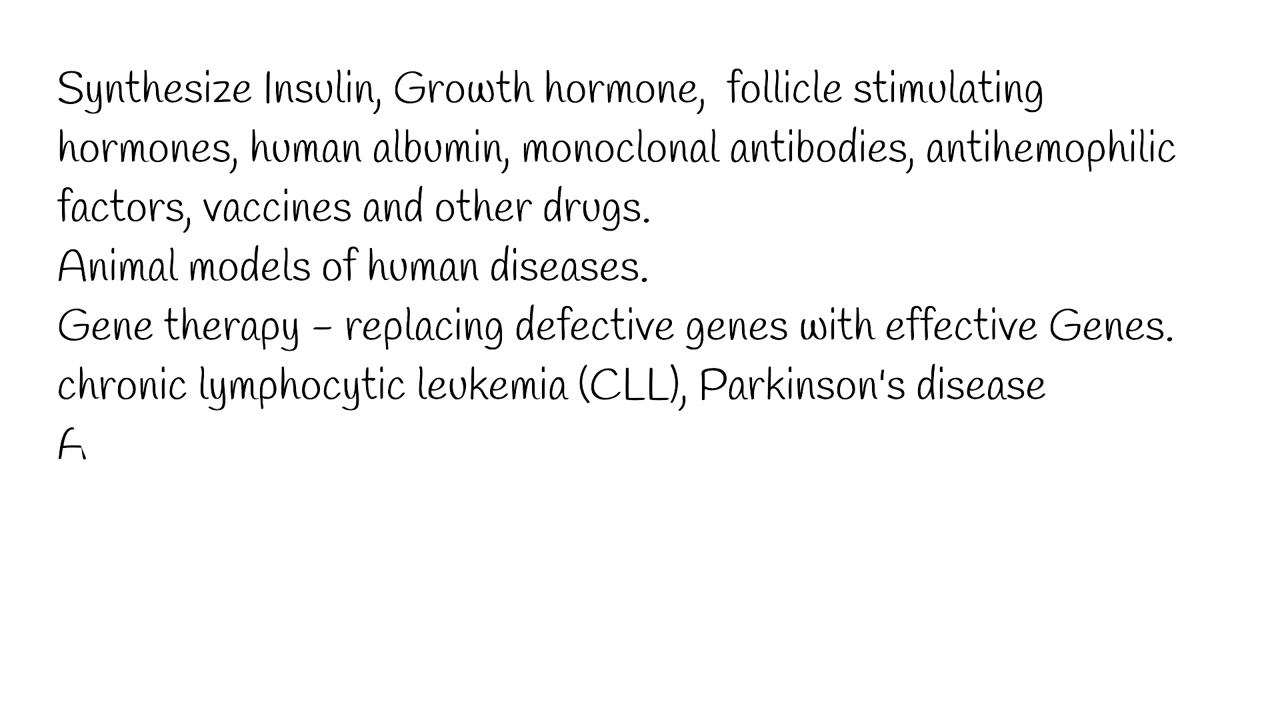 Synthesize Insulin, Growth hormone,  follicle stimulating
hormones, human albumin, monoclonal antibodies, antihemophilic
factors, vaccines and other drugs.
Animal models of human diseases.
Gene therapy – replacing defective genes with effective Genes.
chronic lymphocytic leukemia (CLL), Parkinson's disease